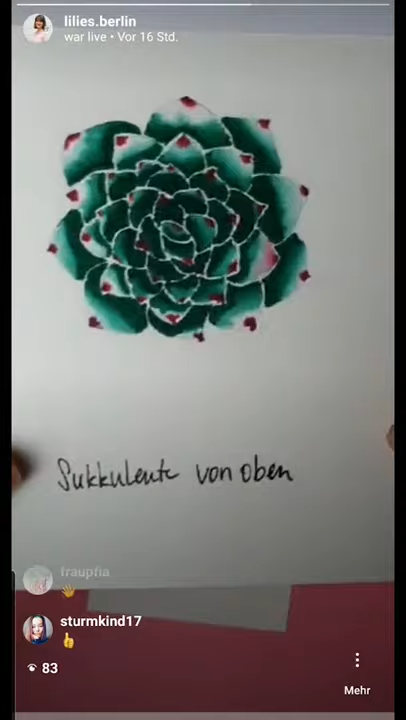 lilies.berlin
war live • Vor 16 Std.
Sukkulente von oben
fraupfia
sturmkind17
83
Mehr